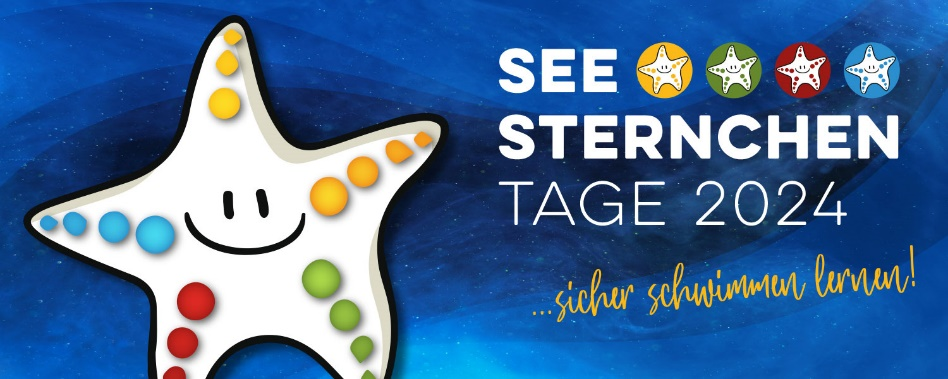 SEE
STERNCHEN
TAGE 2024
...sicher schwimmen lernen!